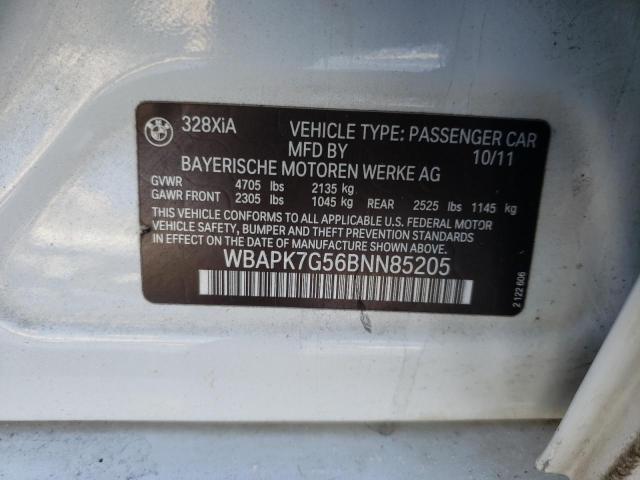 BMW 328XiA VEHICLE TYPE: PASSENGER CAR
MFD BY 10/11
BAYERISCHE MOTOREN WERKE AG
GVWR 4705 lbs 2135 kg
GAWR FRONT 2305 lbs 1045 kg REAR 2525 lbs 1145 kg
THIS VEHICLE CONFORMS TO ALL APPLICABLE U.S. FEDERAL MOTOR
VEHICLE SAFETY, BUMPER AND THEFT PREVENTION STANDARDS
IN EFFECT ON THE DATE OF MANUFACTURE SHOWN ABOVE.
WBAPK7G56BNN85205
2 122 606